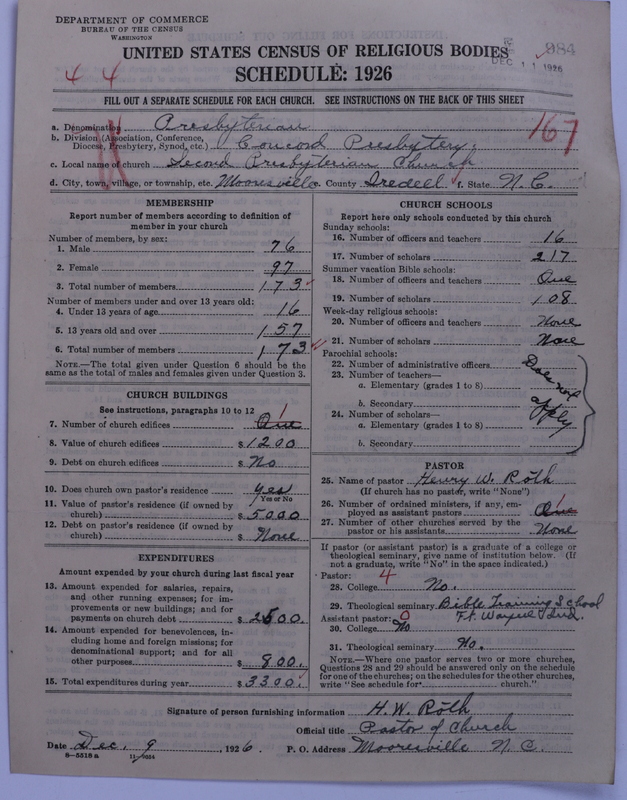 DEPARTMENT OF COMMERCE
BUREAU OF THE CENSUS
WASHINGTON
UNITED STATES CENSUS OF RELIGIOUS BODIES
SCHEDULE: 1926
DEC 11 1926
984
4 4
FILL OUT A SEPARATE SCHEDULE FOR EACH CHURCH. SEE INSTRUCTIONS ON THE BACK OF THIS SHEET
167
a. Denomination Presbyterian
b. Division (Association, Conference, Diocese, Presbytery, Synod, etc.) Concord Presbytery
c. Local name of church Second Presbyterian Church
d. City, town, village, or township, etc. Mooresville e. County Iredell f. State N.C.
MEMBERSHIP
Report number of members according to definition of member in your church
Number of members, by sex:
1. Male 76
2. Female 97
3. Total number of members 173
Number of members under and over 13 years old:
4. Under 13 years of age 16
5. 13 years old and over 157
6. Total number of members 173
NOTE.—The total given under Question 6 should be the same as the total of males and females given under Question 3.
CHURCH BUILDINGS
See instructions, paragraphs 10 to 12
7. Number of church edifices One 1
8. Value of church edifices $1200
9. Debt on church edifices $ No
10. Does church own pastor's residence Yes
Yes or No
11. Value of pastor's residence (if owned by church) $5000
12. Debt on pastor's residence (if owned by church) $ None
EXPENDITURES
Amount expended by your church during last fiscal year
13. Amount expended for salaries, repairs, and other running expenses; for improvements or new buildings; and for payments on church debt $2500.
14. Amount expended for benevolences, including home and foreign missions; for denominational support; and for all other purposes $800.
15. Total expenditures during year $3300.
CHURCH SCHOOLS
Report here only schools conducted by this church
Sunday schools:
16. Number of officers and teachers 16
17. Number of scholars 217
Summer vacation Bible schools:
18. Number of officers and teachers One
19. Number of scholars 108
Week-day religious schools:
20. Number of officers and teachers None
21. Number of scholars None
Parochial schools:
22. Number of administrative officers
23. Number of teachers—
a. Elementary (grades 1 to 8)
b. Secondary
24. Number of scholars—
a. Elementary (grades 1 to 8)
b. Secondary
Does not apply
PASTOR
25. Name of pastor Henry W. Roth
(If church has no pastor, write "None")
26. Number of ordained ministers, if any, employed as assistant pastors One 1
27. Number of other churches served by the pastor or his assistants None
If pastor (or assistant pastor) is a graduate of a college or theological seminary, give name of institution below. (If not a graduate, write "No" in the space indicated.)
Pastor: 4
28. College No.
29. Theological seminary Bible Training School
Ft. Wayne Ind.
Assistant pastor: 0
30. College No
31. Theological seminary No.
NOTE.—Where one pastor serves two or more churches, Questions 28 and 29 should be answered only on the schedule for one of the churches; on the schedules for the other churches, write "See schedule for church."
Signature of person furnishing information H. W. Roth
Official title Pastor of Church
Date Dec. 9, 1926. P. O. Address Mooresville N. C.
8-5518a 11-9024